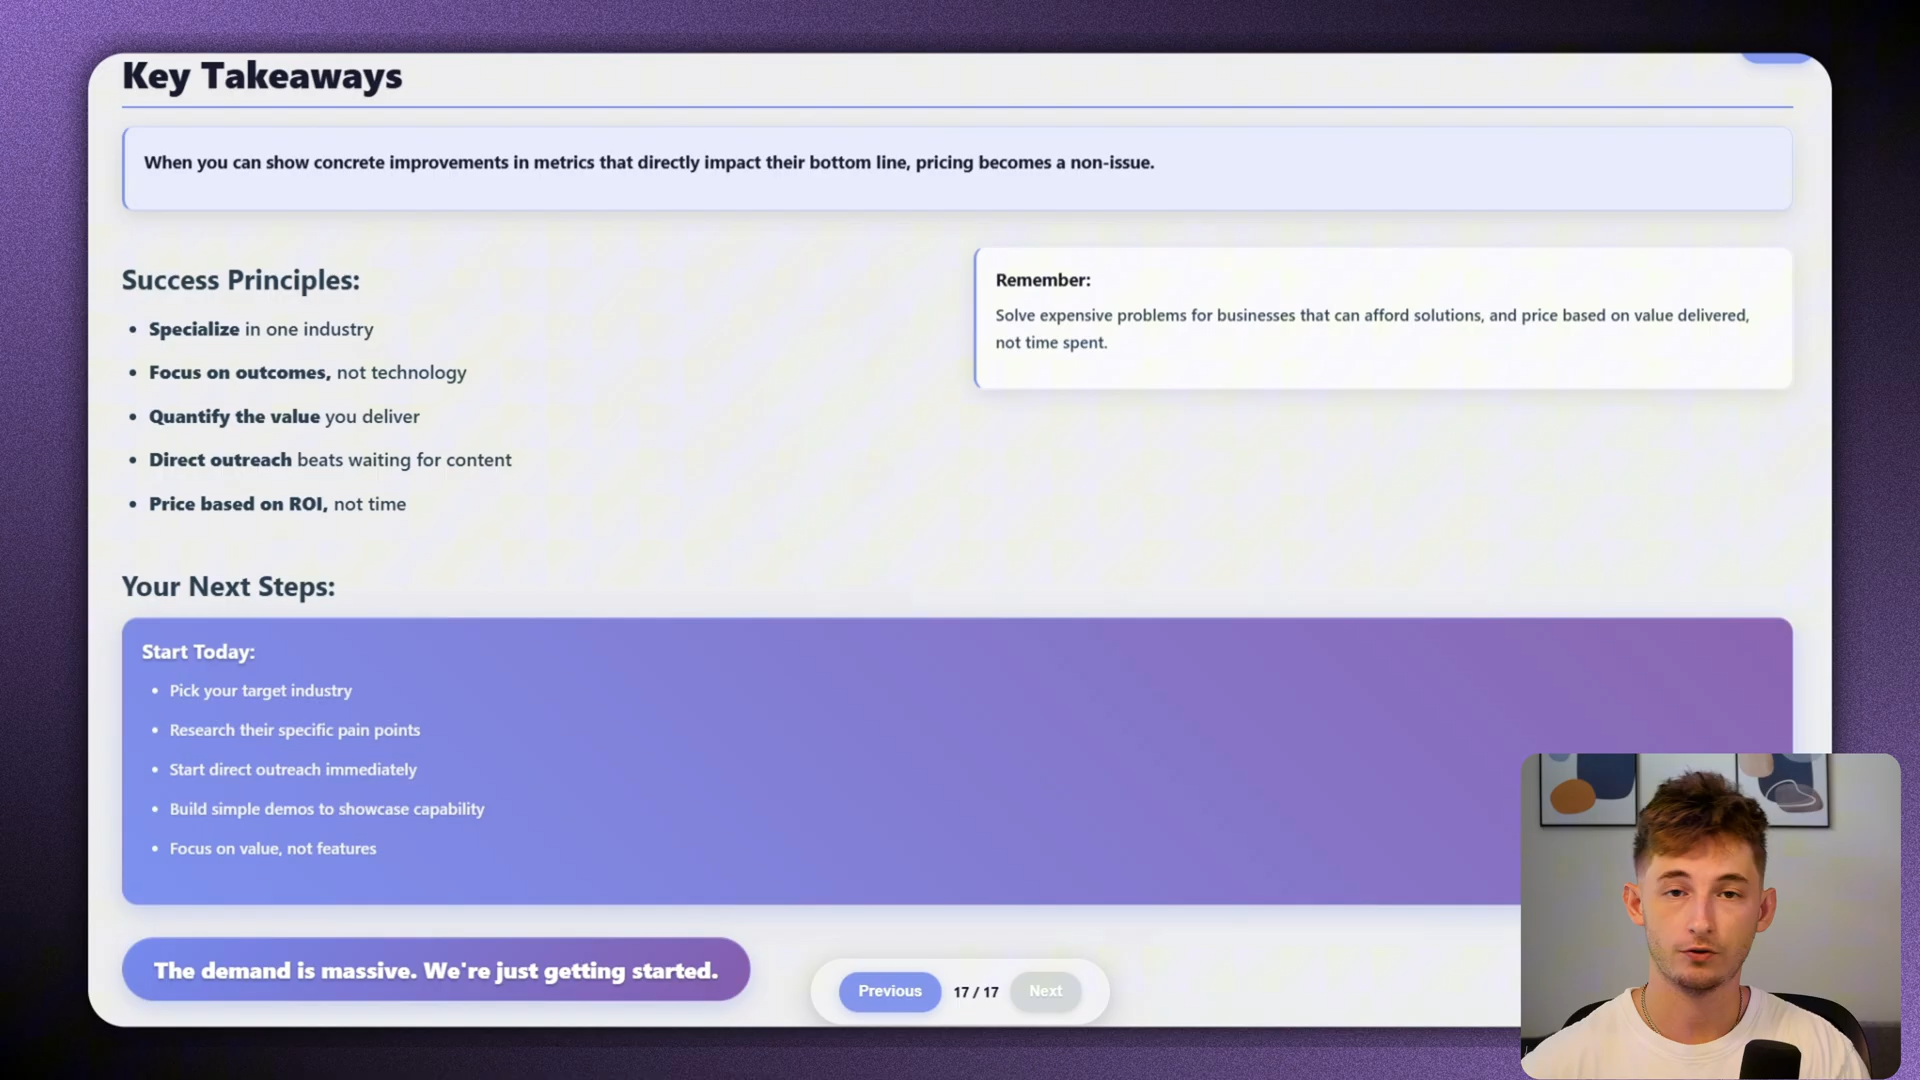 Key Takeaways
When you can show concrete improvements in metrics that directly impact their bottom line, pricing becomes a non-issue.
Success Principles:
• Specialize in one industry
• Focus on outcomes, not technology
• Quantify the value you deliver
• Direct outreach beats waiting for content
• Price based on ROI, not time
Remember:
Solve expensive problems for businesses that can afford solutions, and price based on value delivered,
not time spent.
Your Next Steps:
Start Today:
• Pick your target industry
• Research their specific pain points
• Start direct outreach immediately
• Build simple demos to showcase capability
• Focus on value, not features
The demand is massive. We're just getting started.
Previous 17 / 17 Next